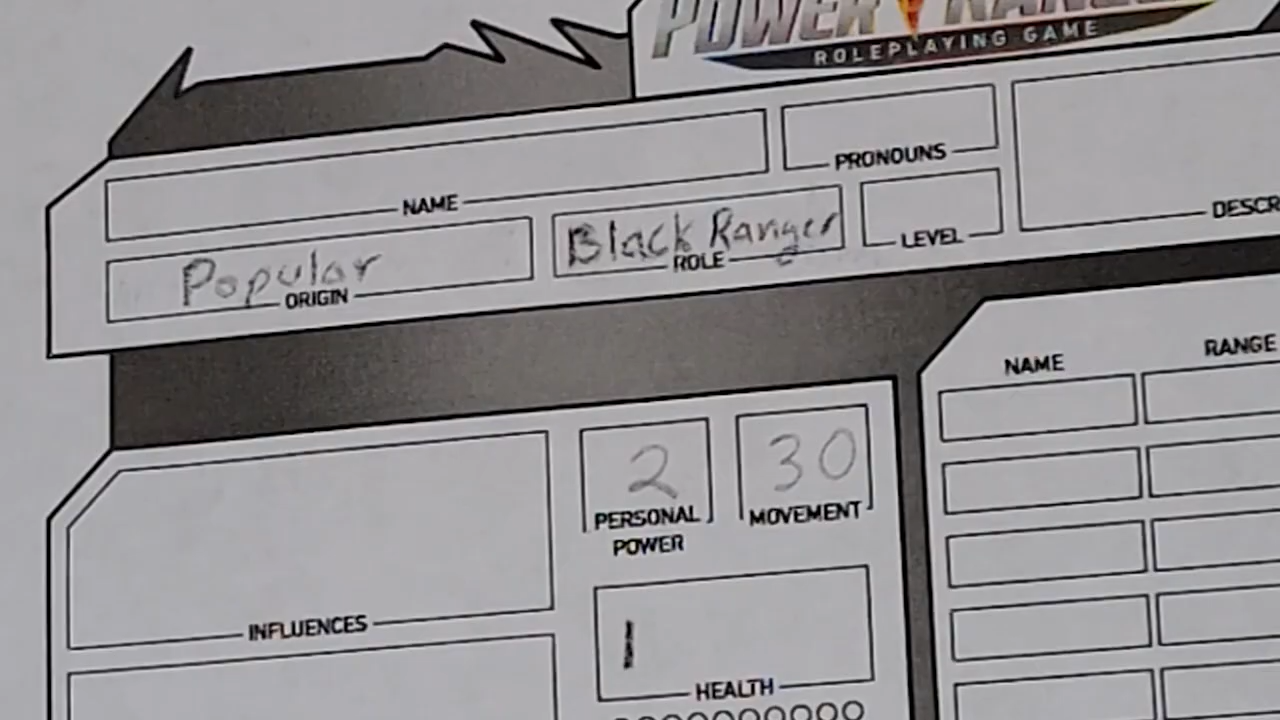 POWER RANGE
ROLEPLAYING GAME
NAME
PRONOUNS
DESCR
Popular
ORIGIN
Black Ranger
ROLE
LEVEL
NAME
RANGE
2
PERSONAL
POWER
30
MOVEMENT
INFLUENCES
1
HEALTH